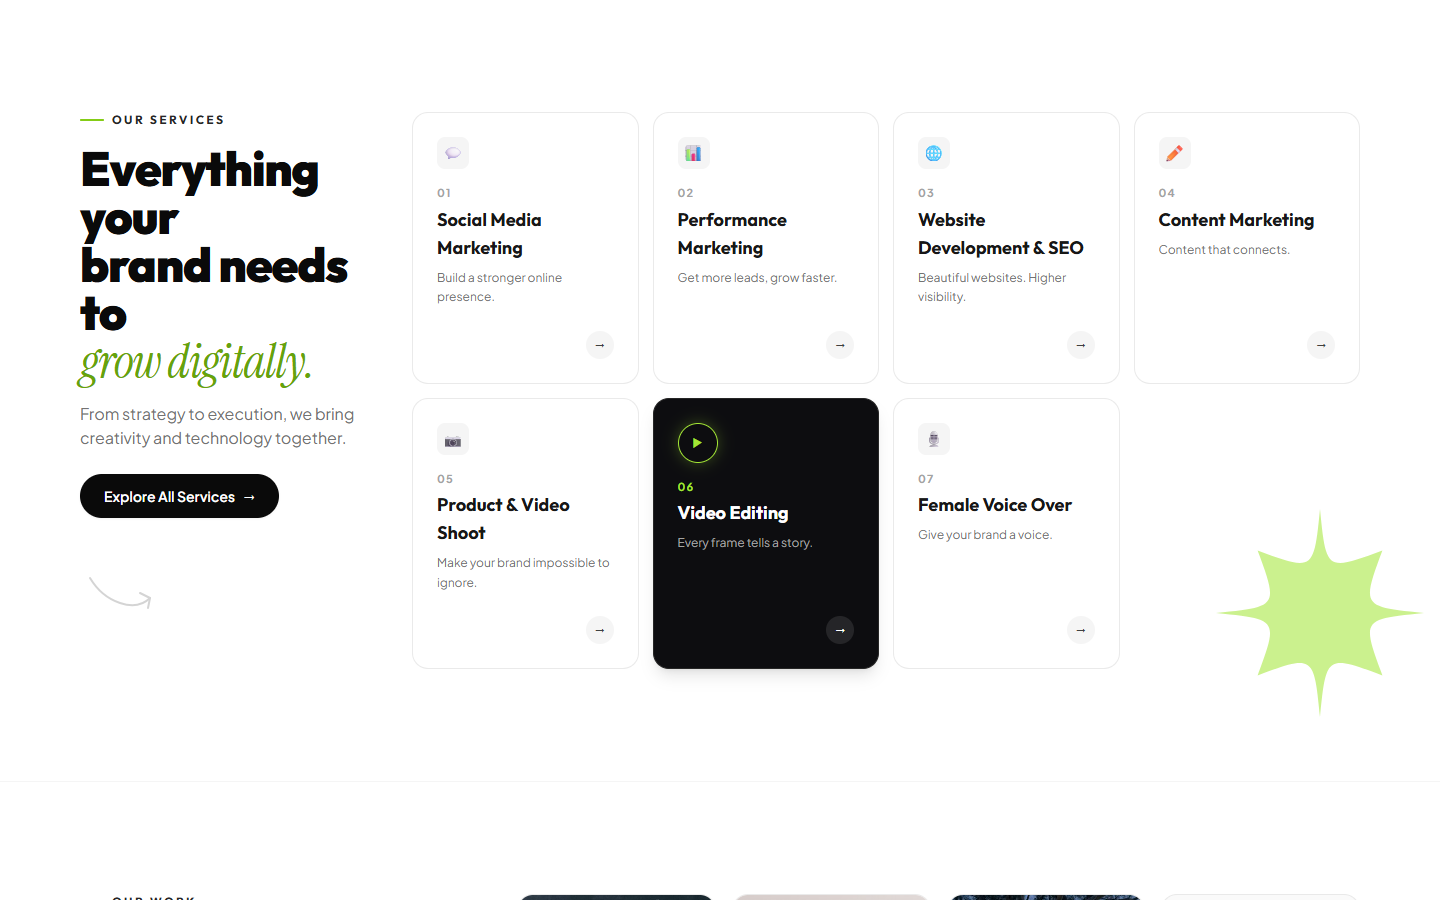 OUR SERVICES
Everything
your
brand needs
to
grow digitally.
From strategy to execution, we bring
creativity and technology together.
Explore All Services →
01
Social Media
Marketing
Build a stronger online
presence.
→
02
Performance
Marketing
Get more leads, grow faster.
→
03
Website
Development & SEO
Beautiful websites. Higher
visibility.
→
04
Content Marketing
Content that connects.
→
05
Product & Video
Shoot
Make your brand impossible to
ignore.
→
06
Video Editing
Every frame tells a story.
→
07
Female Voice Over
Give your brand a voice.
→
OUR WORK